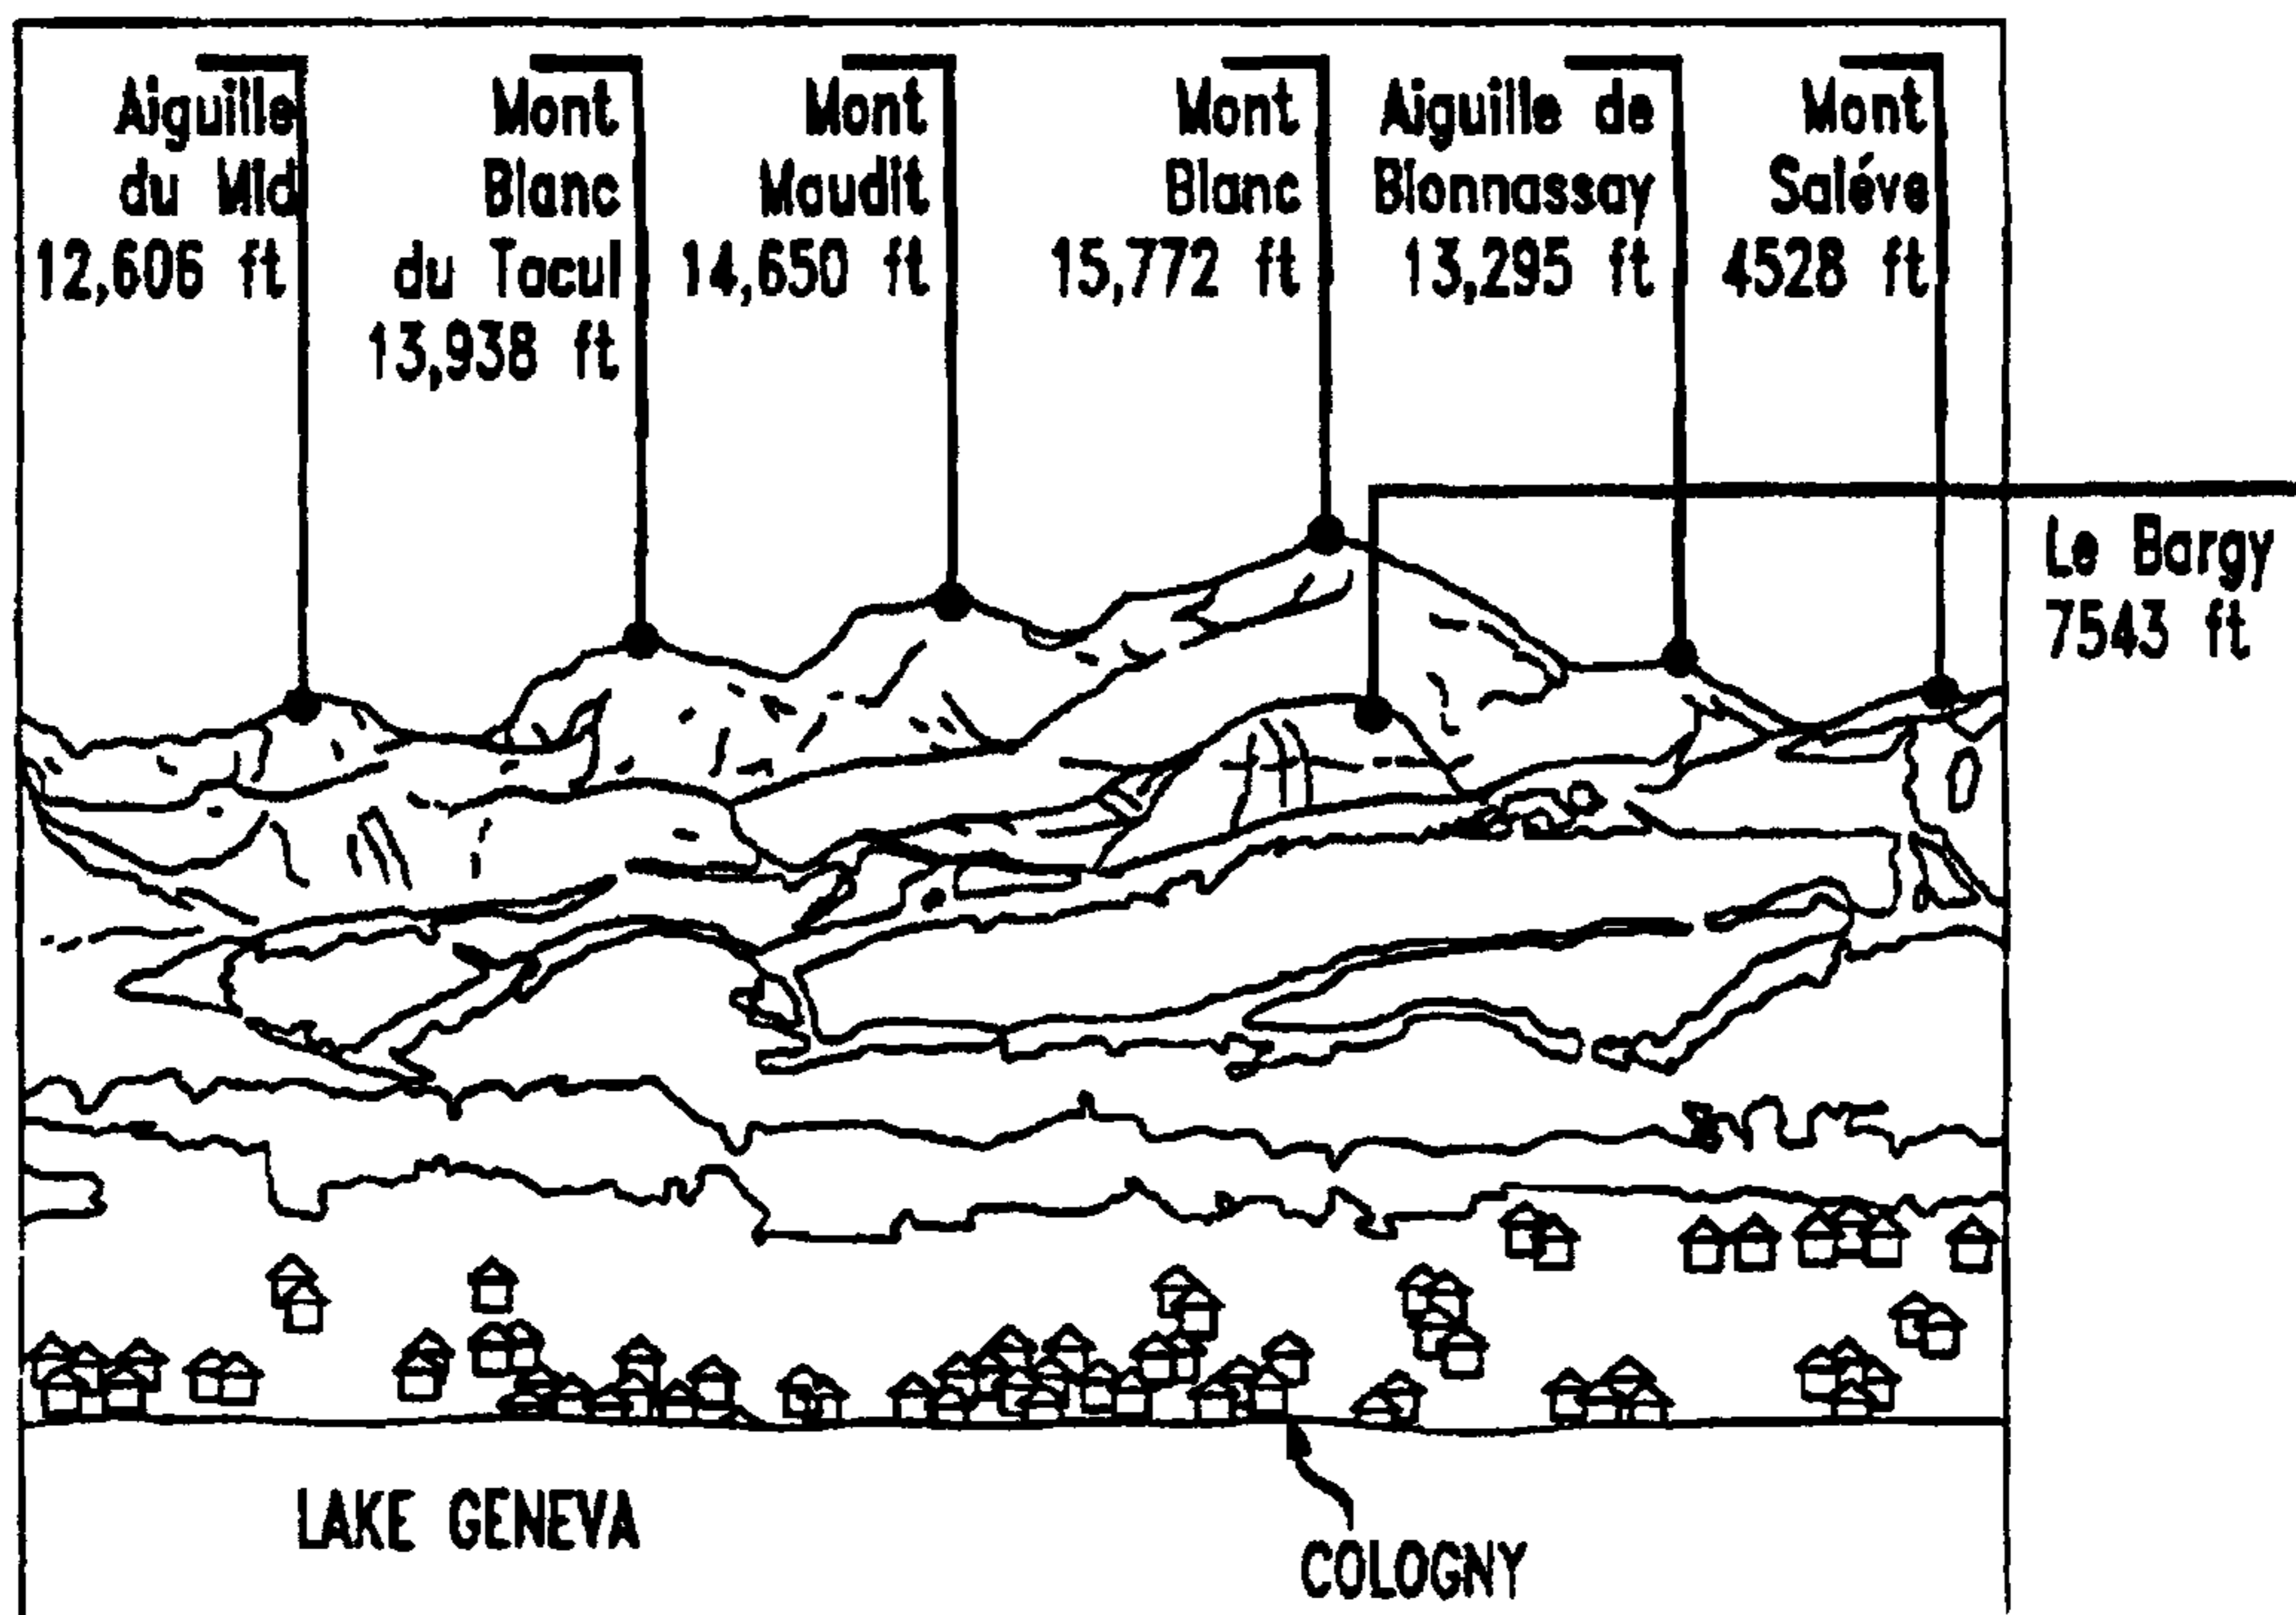 Aiguille
du Mid
12,606 ft
Mont
Blanc
du Tacul
13,938 ft
Mont
Maudit
14,650 ft
Mont
Blanc
15,772 ft
Aiguille de
Bionnassay
13,295 ft
Mont
Saléve
4528 ft
Le Bargy
7543 ft
LAKE GENEVA
COLOGNY